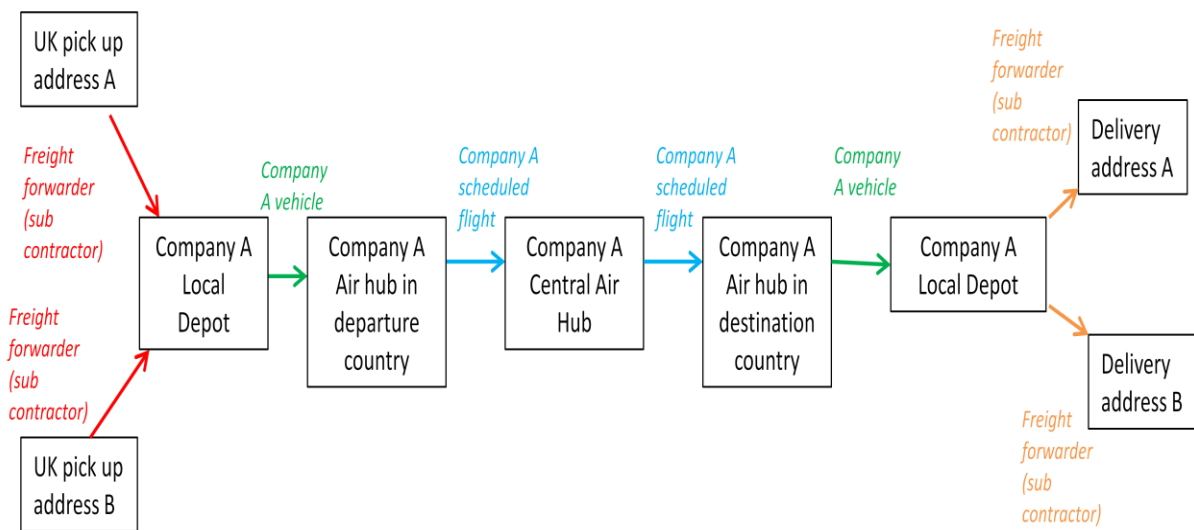 UK pick up
address A
Freight
forwarder
(sub
contractor)
Freight
forwarder
(sub
contractor)
UK pick up
address B
Company A
Local
Depot
Company
A vehicle
Company A
Air hub in
departure
country
Company A
scheduled
flight
Company A
Central Air
Hub
Company A
scheduled
flight
Company A
Air hub in
destination
country
Company
A vehicle
Company A
Local Depot
Freight
forwarder
(sub
contractor)
Delivery
address A
Delivery
address B
Freight
forwarder
(sub
contractor)